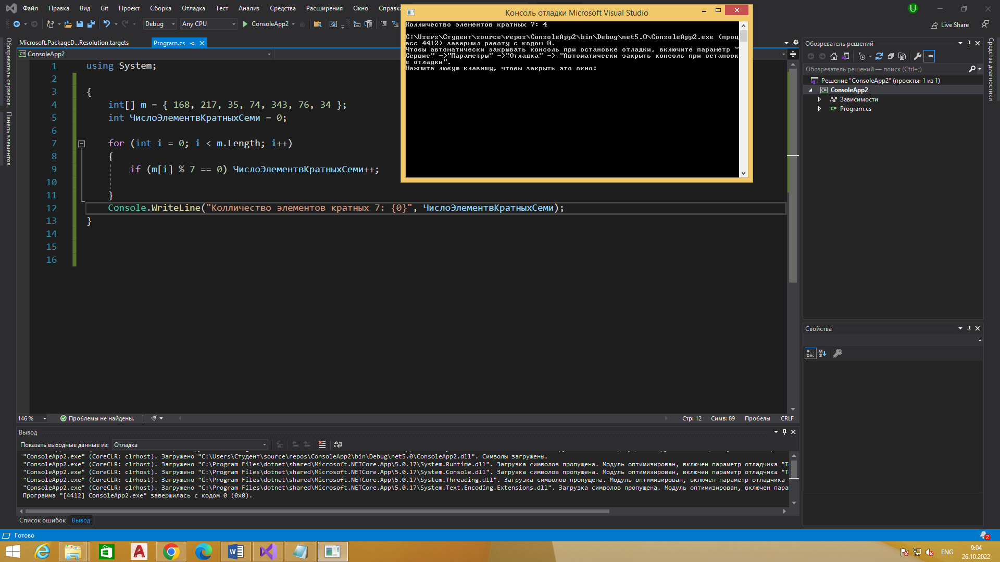 Файл Правка Вид Git Проект Сборка Отладка Тест Анализ Средства Расширения Окно Справка
Debug Any CPU ConsoleApp2
Live Share
Консоль отладки Microsoft Visual Studio
Колличество элементов кратных 7: 4
C:\Users\Студент\source\repos\ConsoleApp2\bin\Debug\net5.0\ConsoleApp2.exe (проц
есс 4412) завершил работу с кодом 0.
Чтобы автоматически закрывать консоль при остановке отладки, включите параметр "
Сервис" ->"Параметры" ->"Отладка" -> "Автоматически закрыть консоль при остановк
е отладки".
Нажмите любую клавишу, чтобы закрыть это окно:
Обозреватель серверов
Панель элементов
Microsoft.PackageD...Resolution.targets Program.cs
ConsoleApp2
1 using System;
2
3 {
4 int[] m = { 168, 217, 35, 74, 343, 76, 34 };
5 int ЧислоЭлементвКратныхСеми = 0;
6
7 for (int i = 0; i < m.Length; i++)
8 {
9 if (m[i] % 7 == 0) ЧислоЭлементвКратныхСеми++;
10
11 }
12 Console.WriteLine("Колличество элементов кратных 7: {0}", ЧислоЭлементвКратныхСеми);
13 }
14
15
16
146 % Проблемы не найдены. Стр: 12 Симв: 89 Пробелы CRLF
Обозреватель решений
Обозреватель решений — поиск (Ctrl+;)
Решение "ConsoleApp2" (проекты: 1 из 1)
ConsoleApp2
Зависимости
C# Program.cs
Средства диагностики
Свойства
Вывод
Показать выходные данные из: Отладка
"ConsoleApp2.exe" (CoreCLR: clrhost). Загружено "C:\Users\Студент\source\repos\ConsoleApp2\bin\Debug\net5.0\ConsoleApp2.dll". Символы загружены.
"ConsoleApp2.exe" (CoreCLR: clrhost). Загружено "C:\Program Files\dotnet\shared\Microsoft.NETCore.App\5.0.17\System.Runtime.dll". Загрузка символов пропущена. Модуль оптимизирован, включен параметр отладчика
"ConsoleApp2.exe" (CoreCLR: clrhost). Загружено "C:\Program Files\dotnet\shared\Microsoft.NETCore.App\5.0.17\System.Console.dll". Загрузка символов пропущена. Модуль оптимизирован, включен параметр отладчика
"ConsoleApp2.exe" (CoreCLR: clrhost). Загружено "C:\Program Files\dotnet\shared\Microsoft.NETCore.App\5.0.17\System.Threading.dll". Загрузка символов пропущена. Модуль оптимизирован, включен параметр отладчика
"ConsoleApp2.exe" (CoreCLR: clrhost). Загружено "C:\Program Files\dotnet\shared\Microsoft.NETCore.App\5.0.17\System.Text.Encoding.Extensions.dll". Загрузка символов пропущена. Модуль оптимизирован, включен пара
Программа "[4412] ConsoleApp2.exe" завершилась с кодом 0 (0x0).
Список ошибок Вывод
Готово 2
ENG 9:04
26.10.2022